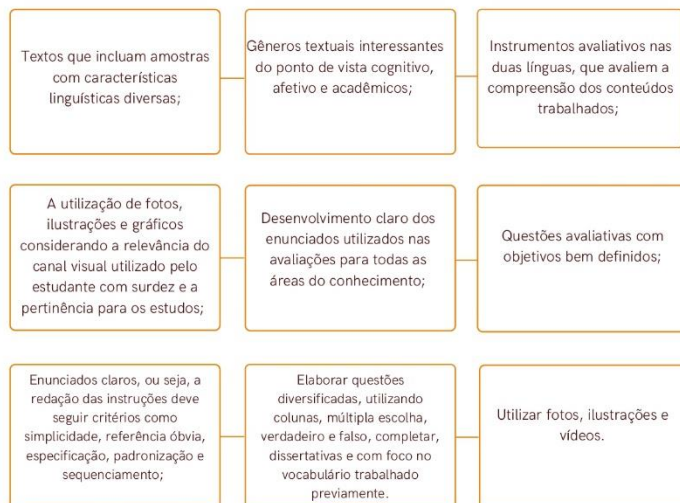 Textos que incluam amostras
com características
linguísticas diversas;
Gêneros textuais interessantes
do ponto de vista cognitivo,
afetivo e acadêmicos;
Instrumentos avaliativos nas
duas línguas, que avaliem a
compreensão dos conteúdos
trabalhados;
A utilização de fotos,
ilustrações e gráficos
considerando a relevância do
canal visual utilizado pelo
estudante com surdez e a
pertinência para os estudos;
Desenvolvimento claro dos
enunciados utilizados nas
avaliações para todas as
áreas do conhecimento;
Questões avaliativas com
objetivos bem definidos;
Enunciados claros, ou seja, a
redação das instruções deve
seguir critérios como
simplicidade, referência óbvia,
especificação, padronização e
sequenciamento;
Elaborar questões
diversificadas, utilizando
colunas, múltipla escolha,
verdadeiro e falso, completar,
dissertativas e com foco no
vocabulário trabalhado
previamente.
Utilizar fotos, ilustrações e
vídeos.